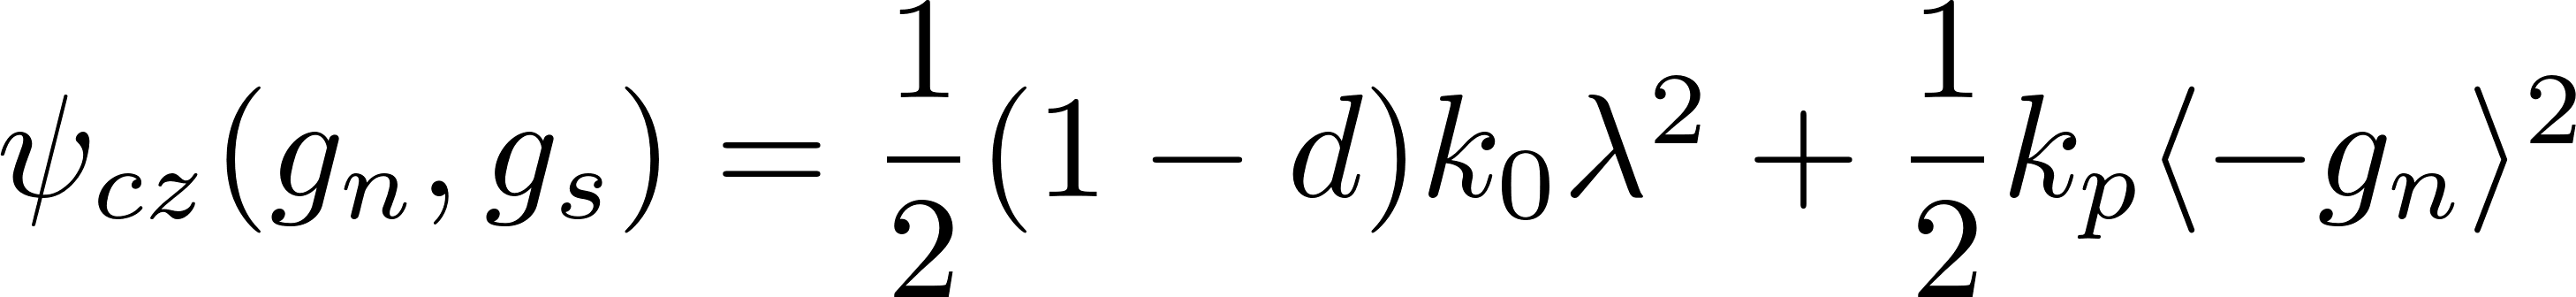 ψ_{cz}(g_n, g_s) = \frac{1}{2}(1 − d)k_0λ^2 + \frac{1}{2}k_p⟨−g_n⟩^2